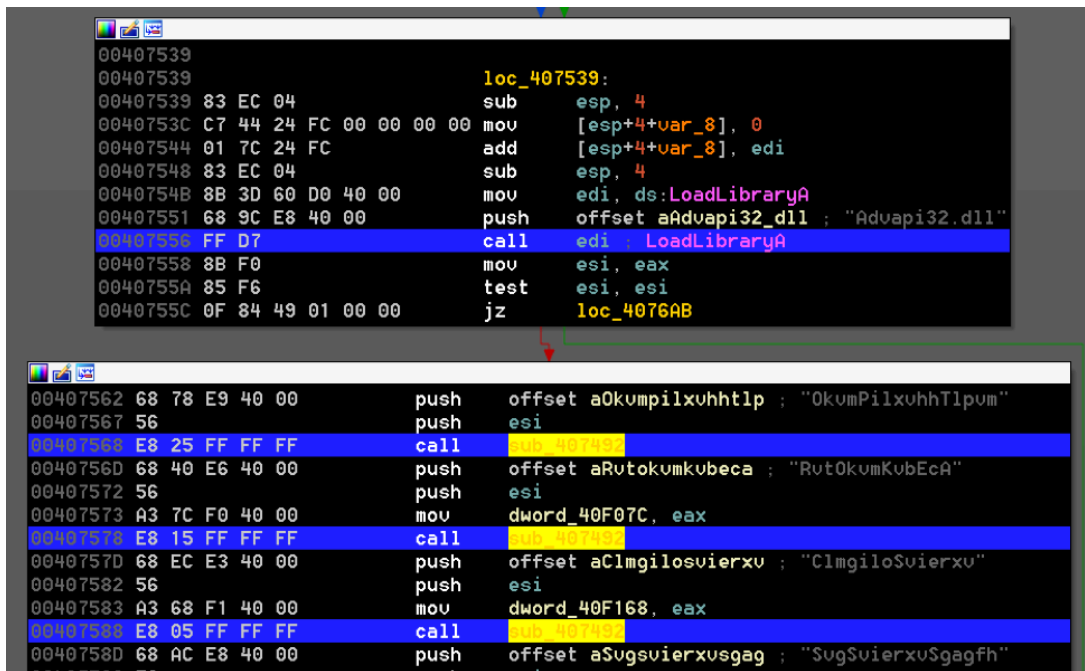 00407539
00407539 loc_407539:
00407539 83 EC 04 sub esp, 4
0040753C C7 44 24 FC 00 00 00 00 mov [esp+4+var_8], 0
00407544 01 7C 24 FC add [esp+4+var_8], edi
00407548 83 EC 04 sub esp, 4
0040754B 8B 3D 60 D0 40 00 mov edi, ds:LoadLibraryA
00407551 68 9C E8 40 00 push offset aAdvapi32_dll ; "Advapi32.dll"
00407556 FF D7 call edi ; LoadLibraryA
00407558 8B F0 mov esi, eax
0040755A 85 F6 test esi, esi
0040755C 0F 84 49 01 00 00 jz loc_4076AB
00407562 68 78 E9 40 00 push offset aOkvmpilxvhhtlp ; "OkvmPilxvhhTlpvm"
00407567 56 push esi
00407568 E8 25 FF FF FF call sub_407492
0040756D 68 40 E6 40 00 push offset aRvtokvmkvbeca ; "RvtOkvmKvbEcA"
00407572 56 push esi
00407573 A3 7C F0 40 00 mov dword_40F07C, eax
00407578 E8 15 FF FF FF call sub_407492
0040757D 68 EC E3 40 00 push offset aClmgilosvierxv ; "ClmgiloSvierxv"
00407582 56 push esi
00407583 A3 68 F1 40 00 mov dword_40F168, eax
00407588 E8 05 FF FF FF call sub_407492
0040758D 68 AC E8 40 00 push offset aSvgsvierxvsgag ; "SvgSvierxvSgagfh"